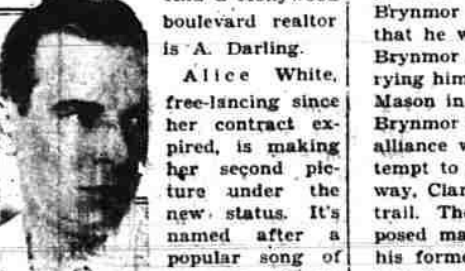 boulevard realtor
is A. Darling.
Alice White,
free-lancing since
her contract ex-
pired, is making
her second pic-
ture under the
new status. It's
named after a
popular song of
Brynmor
that he w
Brynmor
rying him
Mason in
Brynmor
alliance w
tempt to
way, Clar
trail. Th
posed ma
his forme